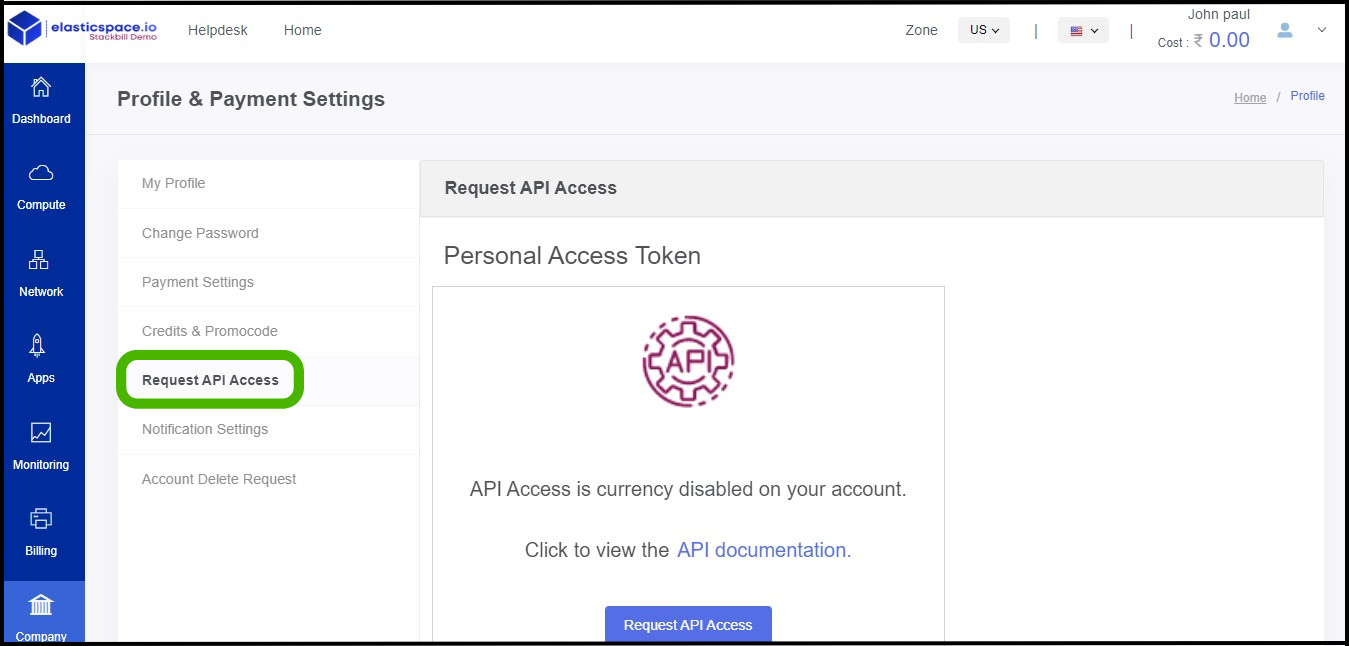 elasticspace.io
Stackbill Demo
Helpdesk
Home
Zone
US
|
|
John paul
Cost : ₹ 0.00
Dashboard
Compute
Network
Apps
Monitoring
Billing
Company
Profile & Payment Settings
Home / Profile
My Profile
Change Password
Payment Settings
Credits & Promocode
Request API Access
Notification Settings
Account Delete Request
Request API Access
Personal Access Token
API
API Access is currency disabled on your account.
Click to view the API documentation.
Request API Access